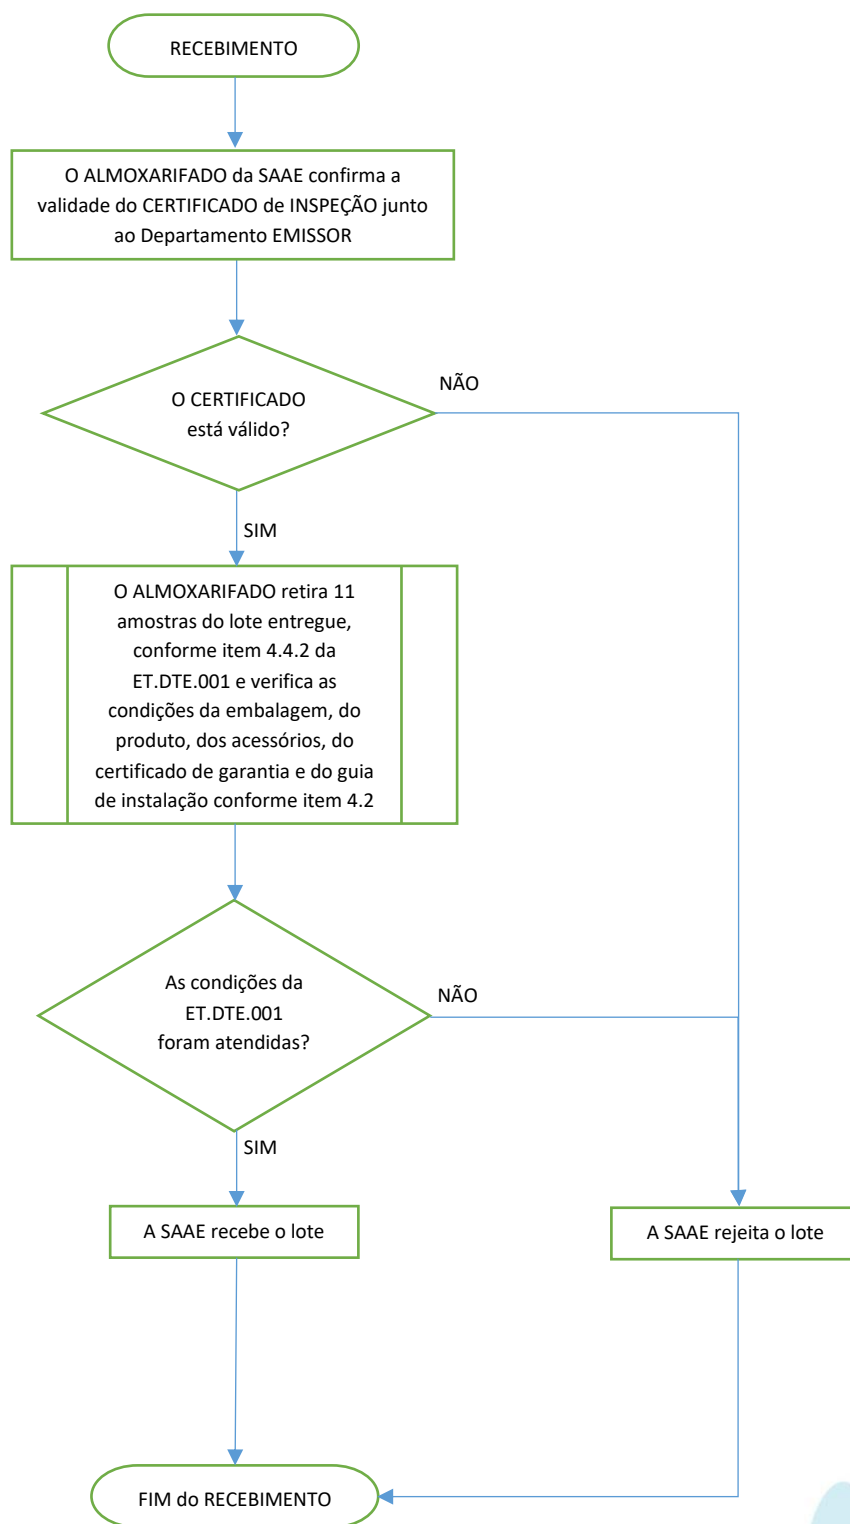 RECEBIMENTO
O ALMOXARIFADO da SAAE confirma a
validade do CERTIFICADO de INSPEÇÃO junto
ao Departamento EMISSOR
O CERTIFICADO
está válido?
NÃO
SIM
O ALMOXARIFADO retira 11
amostras do lote entregue,
conforme item 4.4.2 da
ET.DTE.001 e verifica as
condições da embalagem, do
produto, dos acessórios, do
certificado de garantia e do guia
de instalação conforme item 4.2
As condições da
ET.DTE.001
foram atendidas?
NÃO
SIM
A SAAE recebe o lote
A SAAE rejeita o lote
FIM do RECEBIMENTO